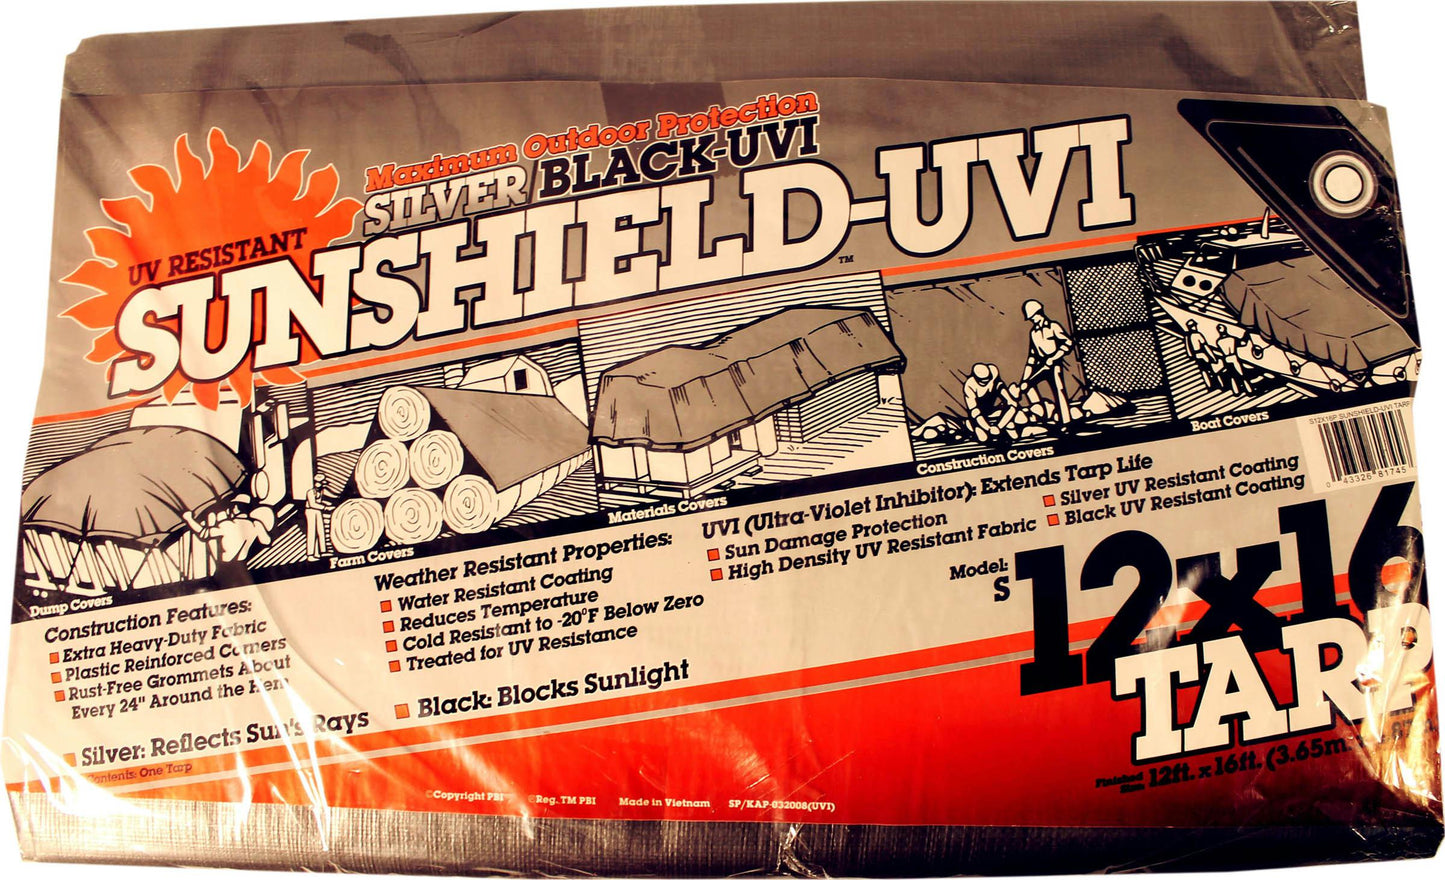 Maximum Outdoor Protection
SILVER BLACK-UVI
UV RESISTANT
SUNSHIELD-UVI
TM
Dump Covers
Farm Covers
Materials Covers
Construction Covers
Boat Covers
S12X16P SUNSHIELD-UVI TARP
0 43326 81745
Construction Features:
Extra Heavy-Duty Fabric
Plastic Reinforced Corners
Rust-Free Grommets About
Every 24" Around the Hem
Weather Resistant Properties:
Water Resistant Coating
Reduces Temperature
Cold Resistant to -20°F Below Zero
Treated for UV Resistance
UVI (Ultra-Violet Inhibitor): Extends Tarp Life
Sun Damage Protection
High Density UV Resistant Fabric
Silver UV Resistant Coating
Black UV Resistant Coating
Silver: Reflects Sun's Rays
Black: Blocks Sunlight
Model:
S 12x16
TARP
Finished
Size: 12ft. x 16ft. (3.65m.
Contents: One Tarp
©Copyright PBI
®Reg. TM PBI
Made in Vietnam
SP/KAP-032008(UVI)